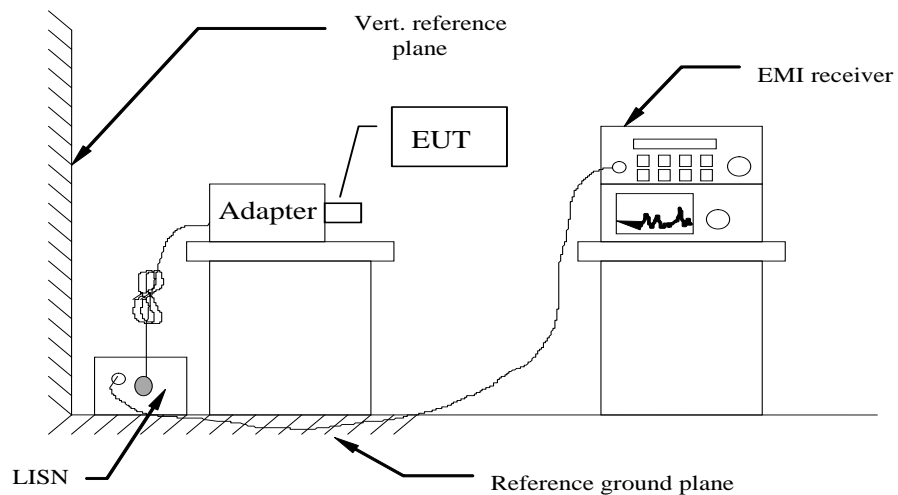 Vert. reference
plane
EMI receiver
EUT
Adapter
LISN
Reference ground plane